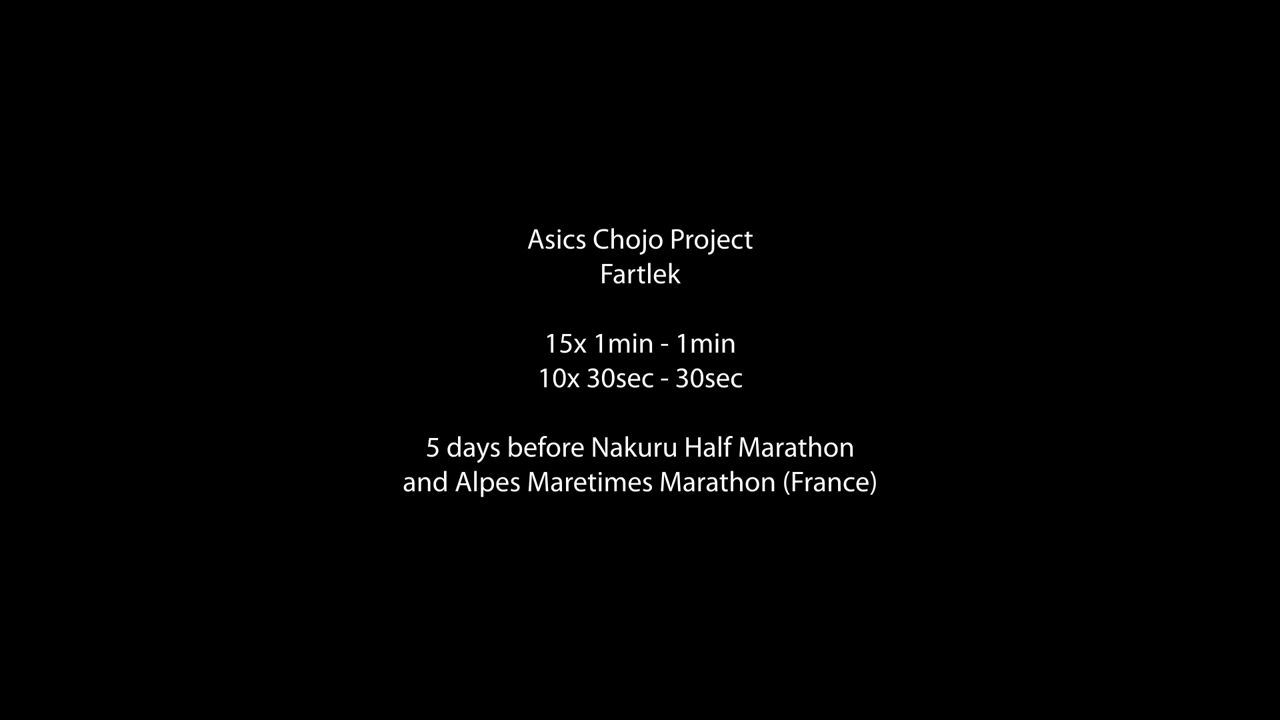 Asics Chojo Project
Fartlek
15x 1min - 1min
10x 30sec - 30sec
5 days before Nakuru Half Marathon
and Alpes Maretimes Marathon (France)